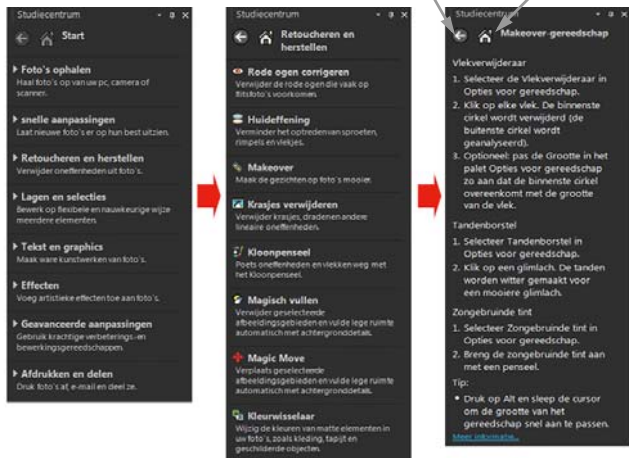 Studiecentrum
Start
Foto's ophalen
Haal foto's op van uw pc, camera of
scanner.
snelle aanpassingen
Laat nieuwe foto's er op hun best uitzien.
Retoucheren en herstellen
Verwijder oneffenheden uit foto's.
Lagen en selecties
Bewerk op flexibele en nauwkeurige wijze
meerdere elementen.
Tekst en graphics
Maak ware kunstwerken van foto's.
Effecten
Voeg artistieke effecten toe aan foto's.
Geavanceerde aanpassingen
Gebruik krachtige verbeterings- en
bewerkingsgereedschappen.
Afdrukken en delen
Druk foto's af, e-mail en deel ze.
Studiecentrum
Retoucheren en
herstellen
Rode ogen corrigeren
Verwijder de rode ogen die vaak op
flitsfoto's voorkomen.
Huideffening
Verminder het optreden van sproeten,
rimpels en vlekjes.
Makeover
Maak de gezichten op foto's mooier.
Krasjes verwijderen
Verwijder krasjes, draden en andere
lineaire oneffenheden.
Kloonpenseel
Poets oneffenheden en vlekken weg met
het Kloonpenseel.
Magisch vullen
Verwijder geselecteerde
afbeeldingsgebieden en vul de lege ruimte
automatisch met achtergronddetails.
Magic Move
Verplaats geselecteerde
afbeeldingsgebieden en vul de lege ruimte
automatisch met achtergronddetails.
Kleurwisselaar
Wijzig de kleuren van matte elementen in
uw foto's, zoals kleding, tapijt en
geschilderde objecten.
Studiecentrum
Makeover-gereedschap
Vlekverwijderaar
1. Selecteer de Vlekverwijderaar in
Opties voor gereedschap.
2. Klik op elke vlek. De binnenste
cirkel wordt verwijderd (de
buitenste cirkel wordt
geanalyseerd).
3. Optioneel: pas de Grootte in het
palet Opties voor gereedschap
zo aan dat de binnenste cirkel
overeenkomt met de grootte
van de vlek.
Tandenborstel
1. Selecteer Tandenborstel in
Opties voor gereedschap.
2. Klik op een glimlach. De tanden
worden witter gemaakt voor
een mooiere glimlach.
Zongebruinde tint
1. Selecteer Zongebruinde tint in
Opties voor gereedschap.
2. Breng de zongebruinde tint aan
met een penseel.
Tip:
• Druk op Alt en sleep de cursor
om de grootte van het
gereedschap snel aan te passen.
Meer informatie...